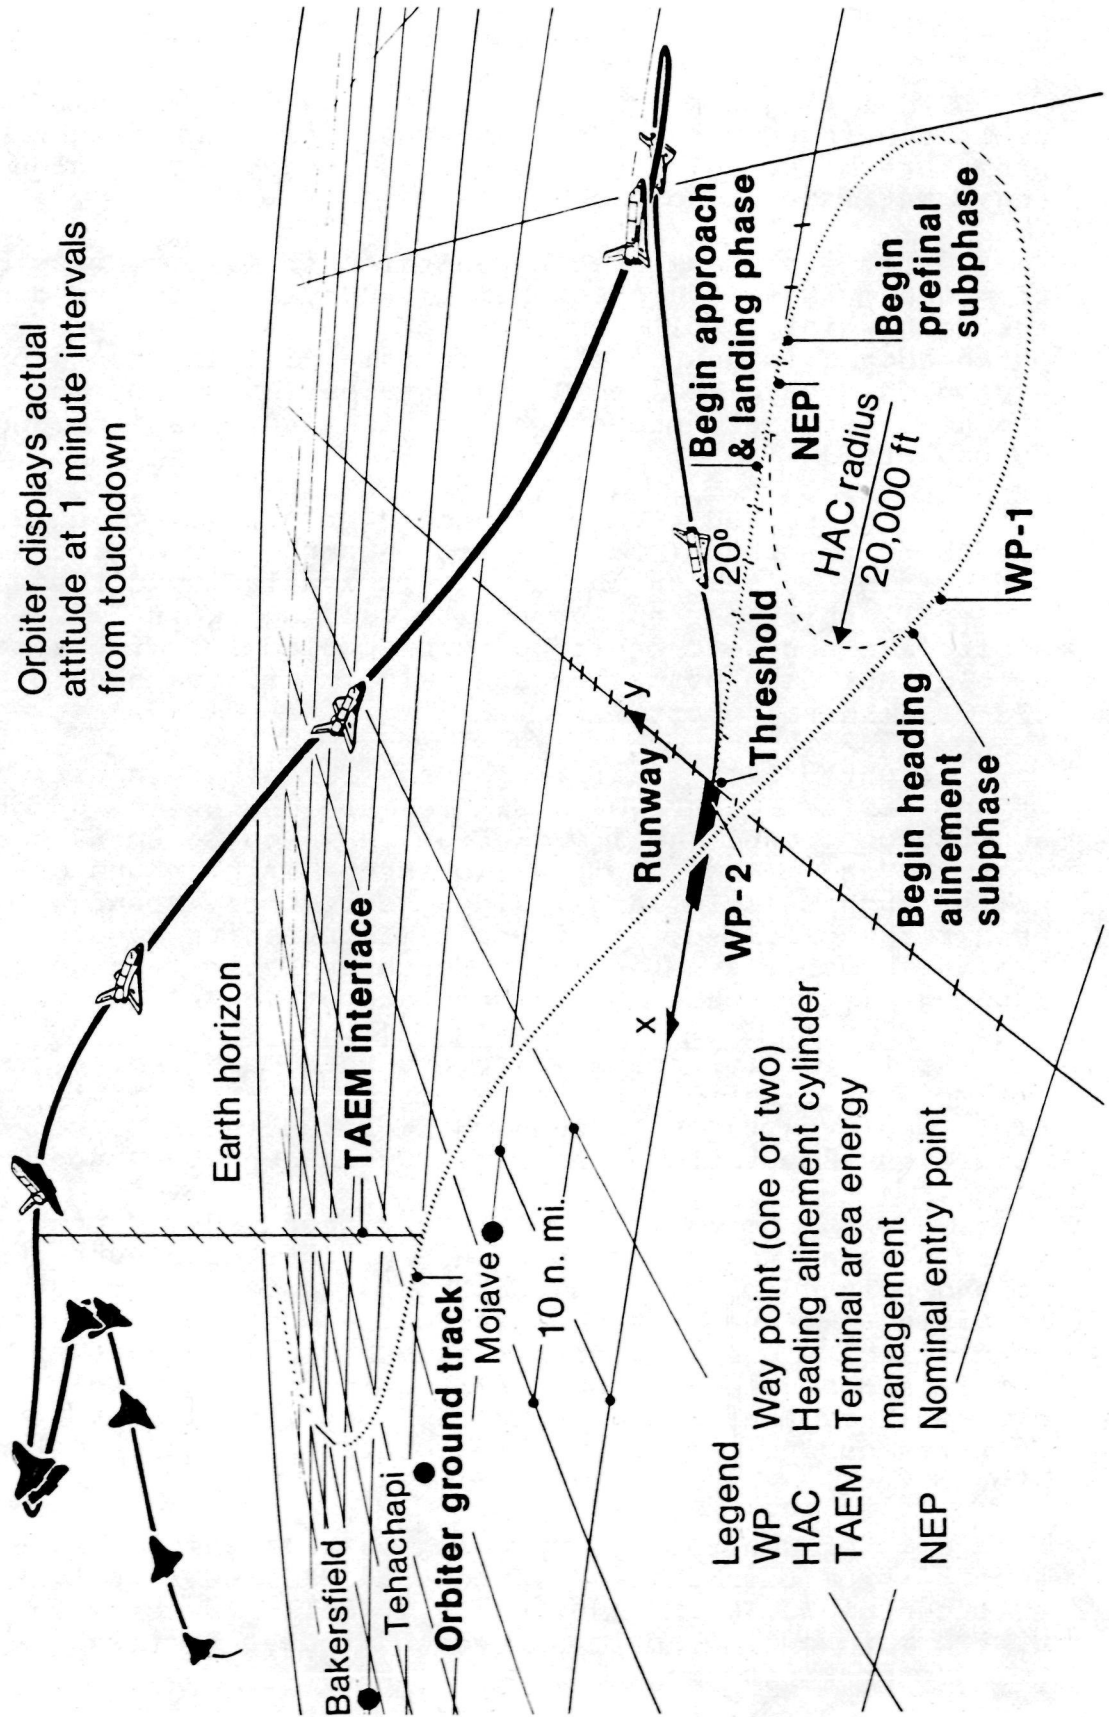 Orbiter displays actual
attitude at 1 minute intervals
from touchdown
Earth horizon
TAEM interface
Bakersfield
Tehachapi
Orbiter ground track
Mojave
10 n. mi.
x
y
Runway
WP-2
Threshold
20°
Begin approach
& landing phase
NEP
HAC radius
20,000 ft
Begin
prefinal
subphase
WP-1
Begin heading
alinement
subphase
Legend
WP Way point (one or two)
HAC Heading alinement cylinder
TAEM Terminal area energy
management
NEP Nominal entry point